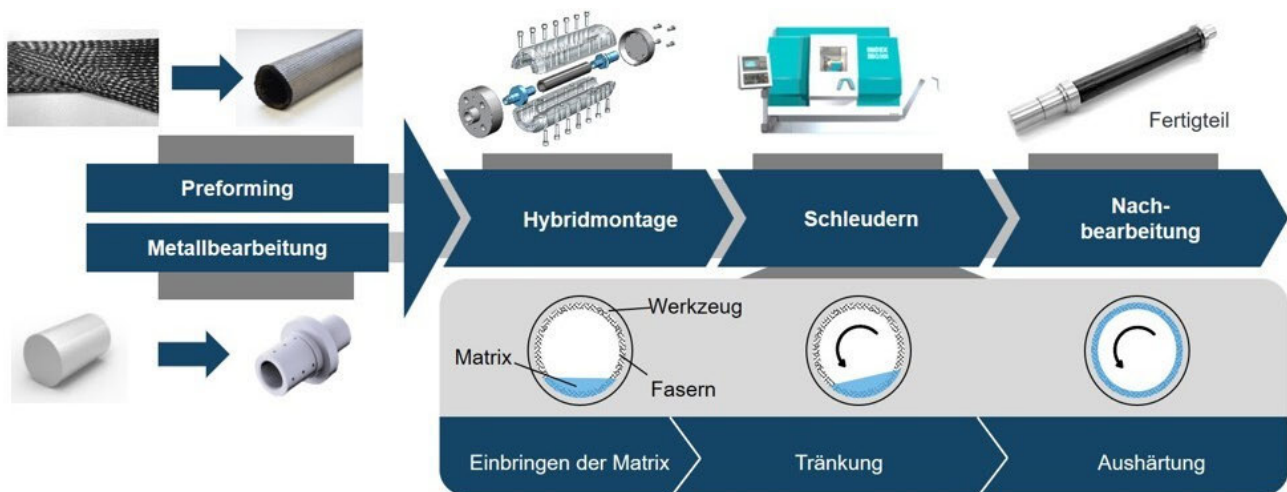 Fertigteil
Preforming
Metallbearbeitung
Hybridmontage
Schleudern
Nach-
bearbeitung
Werkzeug
Matrix
Fasern
Einbringen der Matrix
Tränkung
Aushärtung